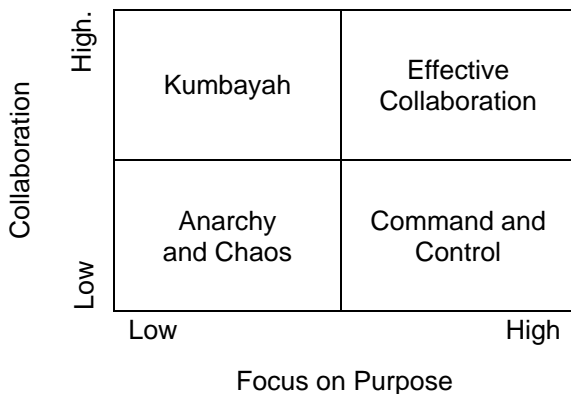 High.
Kumbayah
Effective
Collaboration
Collaboration
Anarchy
and Chaos
Command and
Control
Low
Low
High
Focus on Purpose